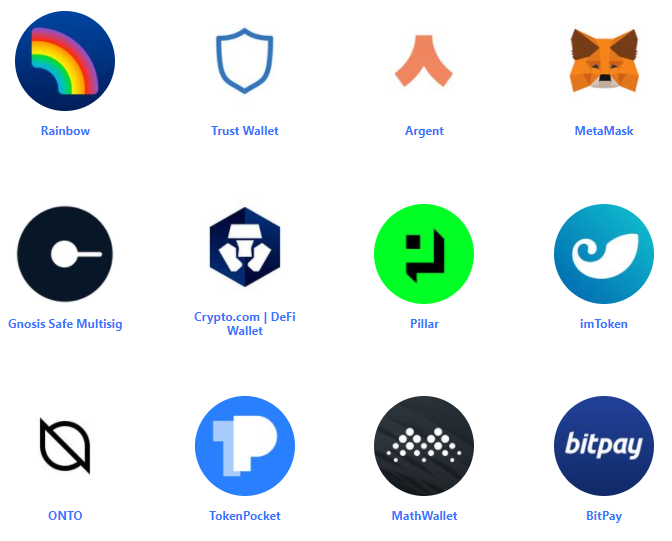 Rainbow
Trust Wallet
Argent
MetaMask
Gnosis Safe Multisig
Crypto.com | DeFi
Wallet
Pillar
imToken
bitpay
ONTO
TokenPocket
MathWallet
BitPay